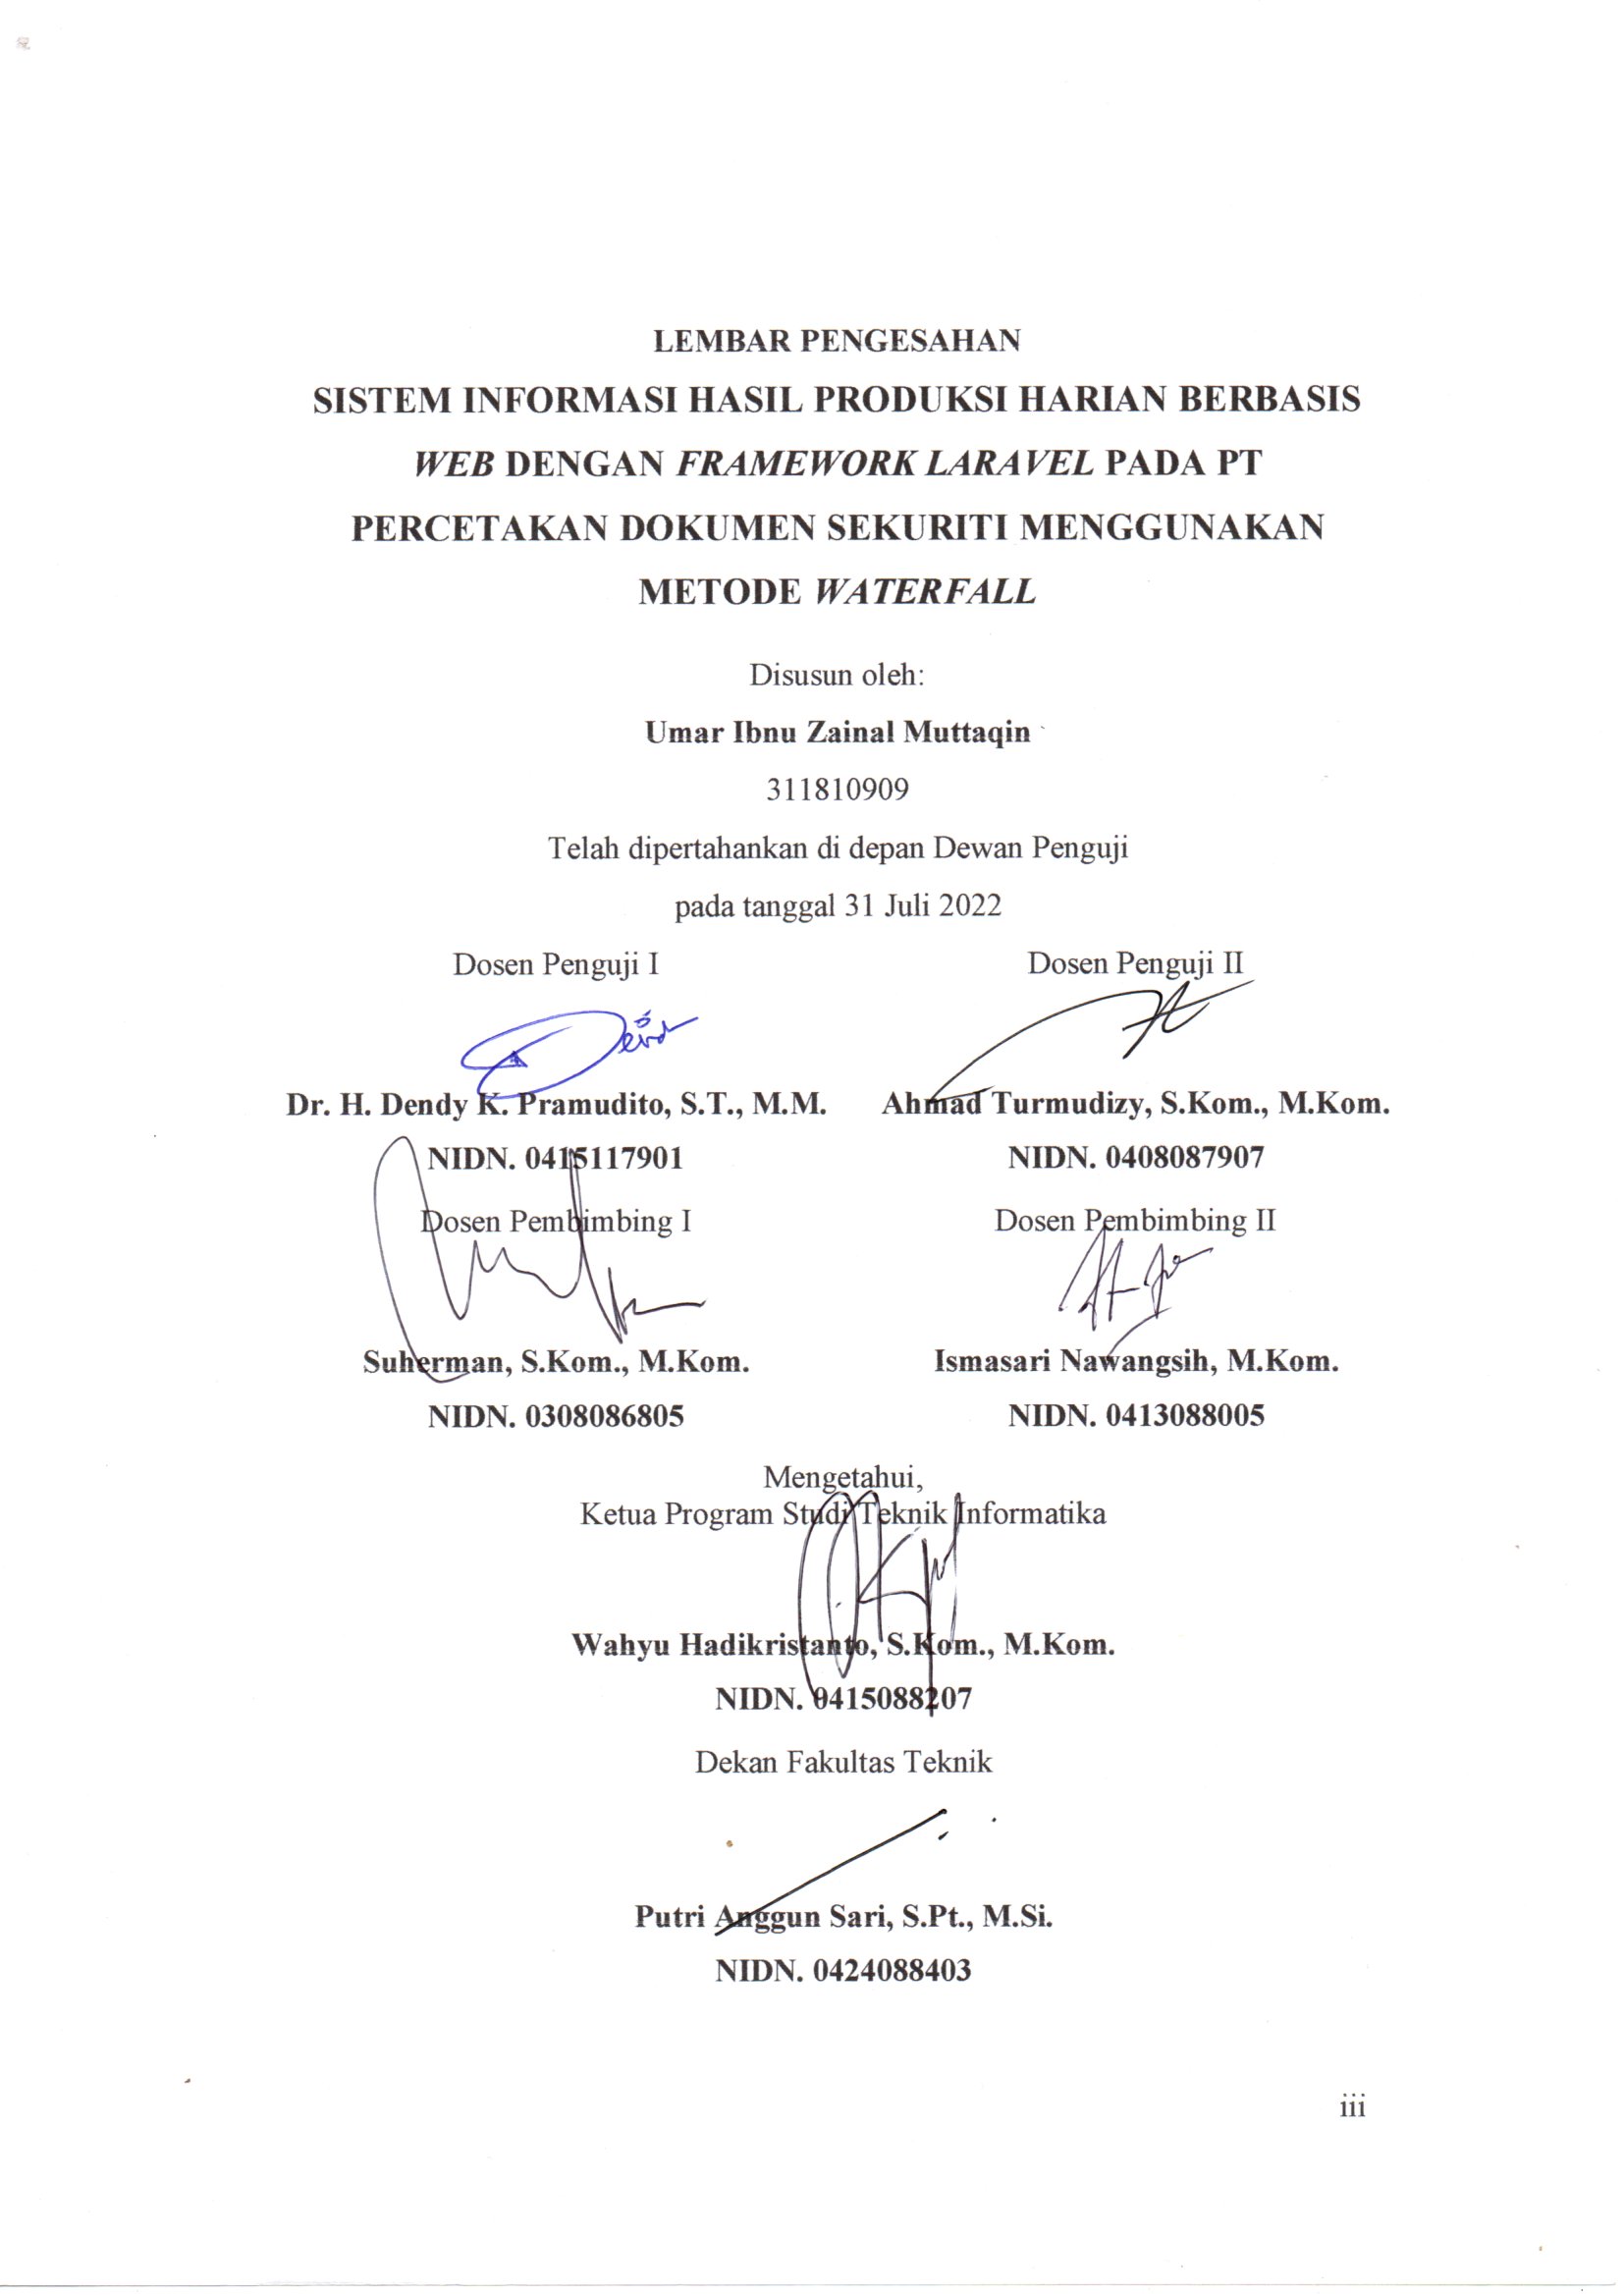 LEMBAR PENGESAHAN
SISTEM INFORMASI HASIL PRODUKSI HARIAN BERBASIS
WEB DENGAN FRAMEWORK LARAVEL PADA PT
PERCETAKAN DOKUMEN SEKURITI MENGGUNAKAN
METODE WATERFALL
Disusun oleh:
Umar Ibnu Zainal Muttaqin
311810909
Telah dipertahankan di depan Dewan Penguji
pada tanggal 31 Juli 2022
Dosen Penguji I
Dosen Penguji II
Dr. H. Dendy K. Pramudito, S.T., M.M.
Ahmad Turmudizy, S.Kom., M.Kom.
NIDN. 0415117901
NIDN. 0408087907
Dosen Pembimbing I
Dosen Pembimbing II
Suherman, S.Kom., M.Kom.
Ismasari Nawangsih, M.Kom.
NIDN. 0308086805
NIDN. 0413088005
Mengetahui,
Ketua Program Studi Teknik Informatika
Wahyu Hadikristanto, S.Kom., M.Kom.
NIDN. 0415088207
Dekan Fakultas Teknik
Putri Anggun Sari, S.Pt., M.Si.
NIDN. 0424088403
iii